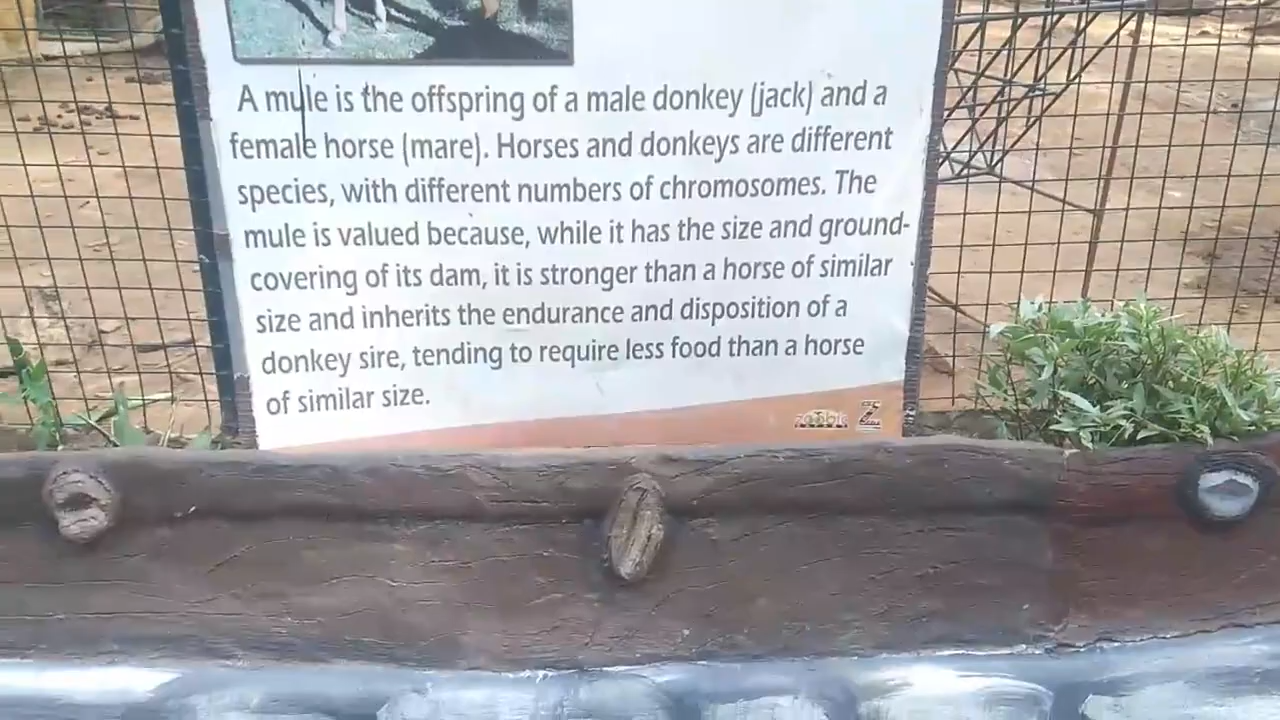 A mule is the offspring of a male donkey (jack) and a
female horse (mare). Horses and donkeys are different
species, with different numbers of chromosomes. The
mule is valued because, while it has the size and ground-
covering of its dam, it is stronger than a horse of similar
size and inherits the endurance and disposition of a
donkey sire, tending to require less food than a horse
of similar size.